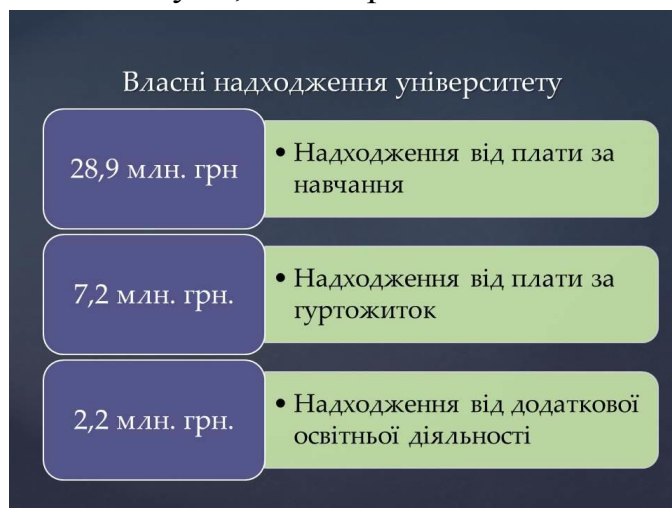 Власні надходження університету
28,9 млн. грн
• Надходження від плати за
навчання
7,2 млн. грн.
• Надходження від плати за
гуртожиток
2,2 млн. грн.
• Надходження від додаткової
освітньої діяльності